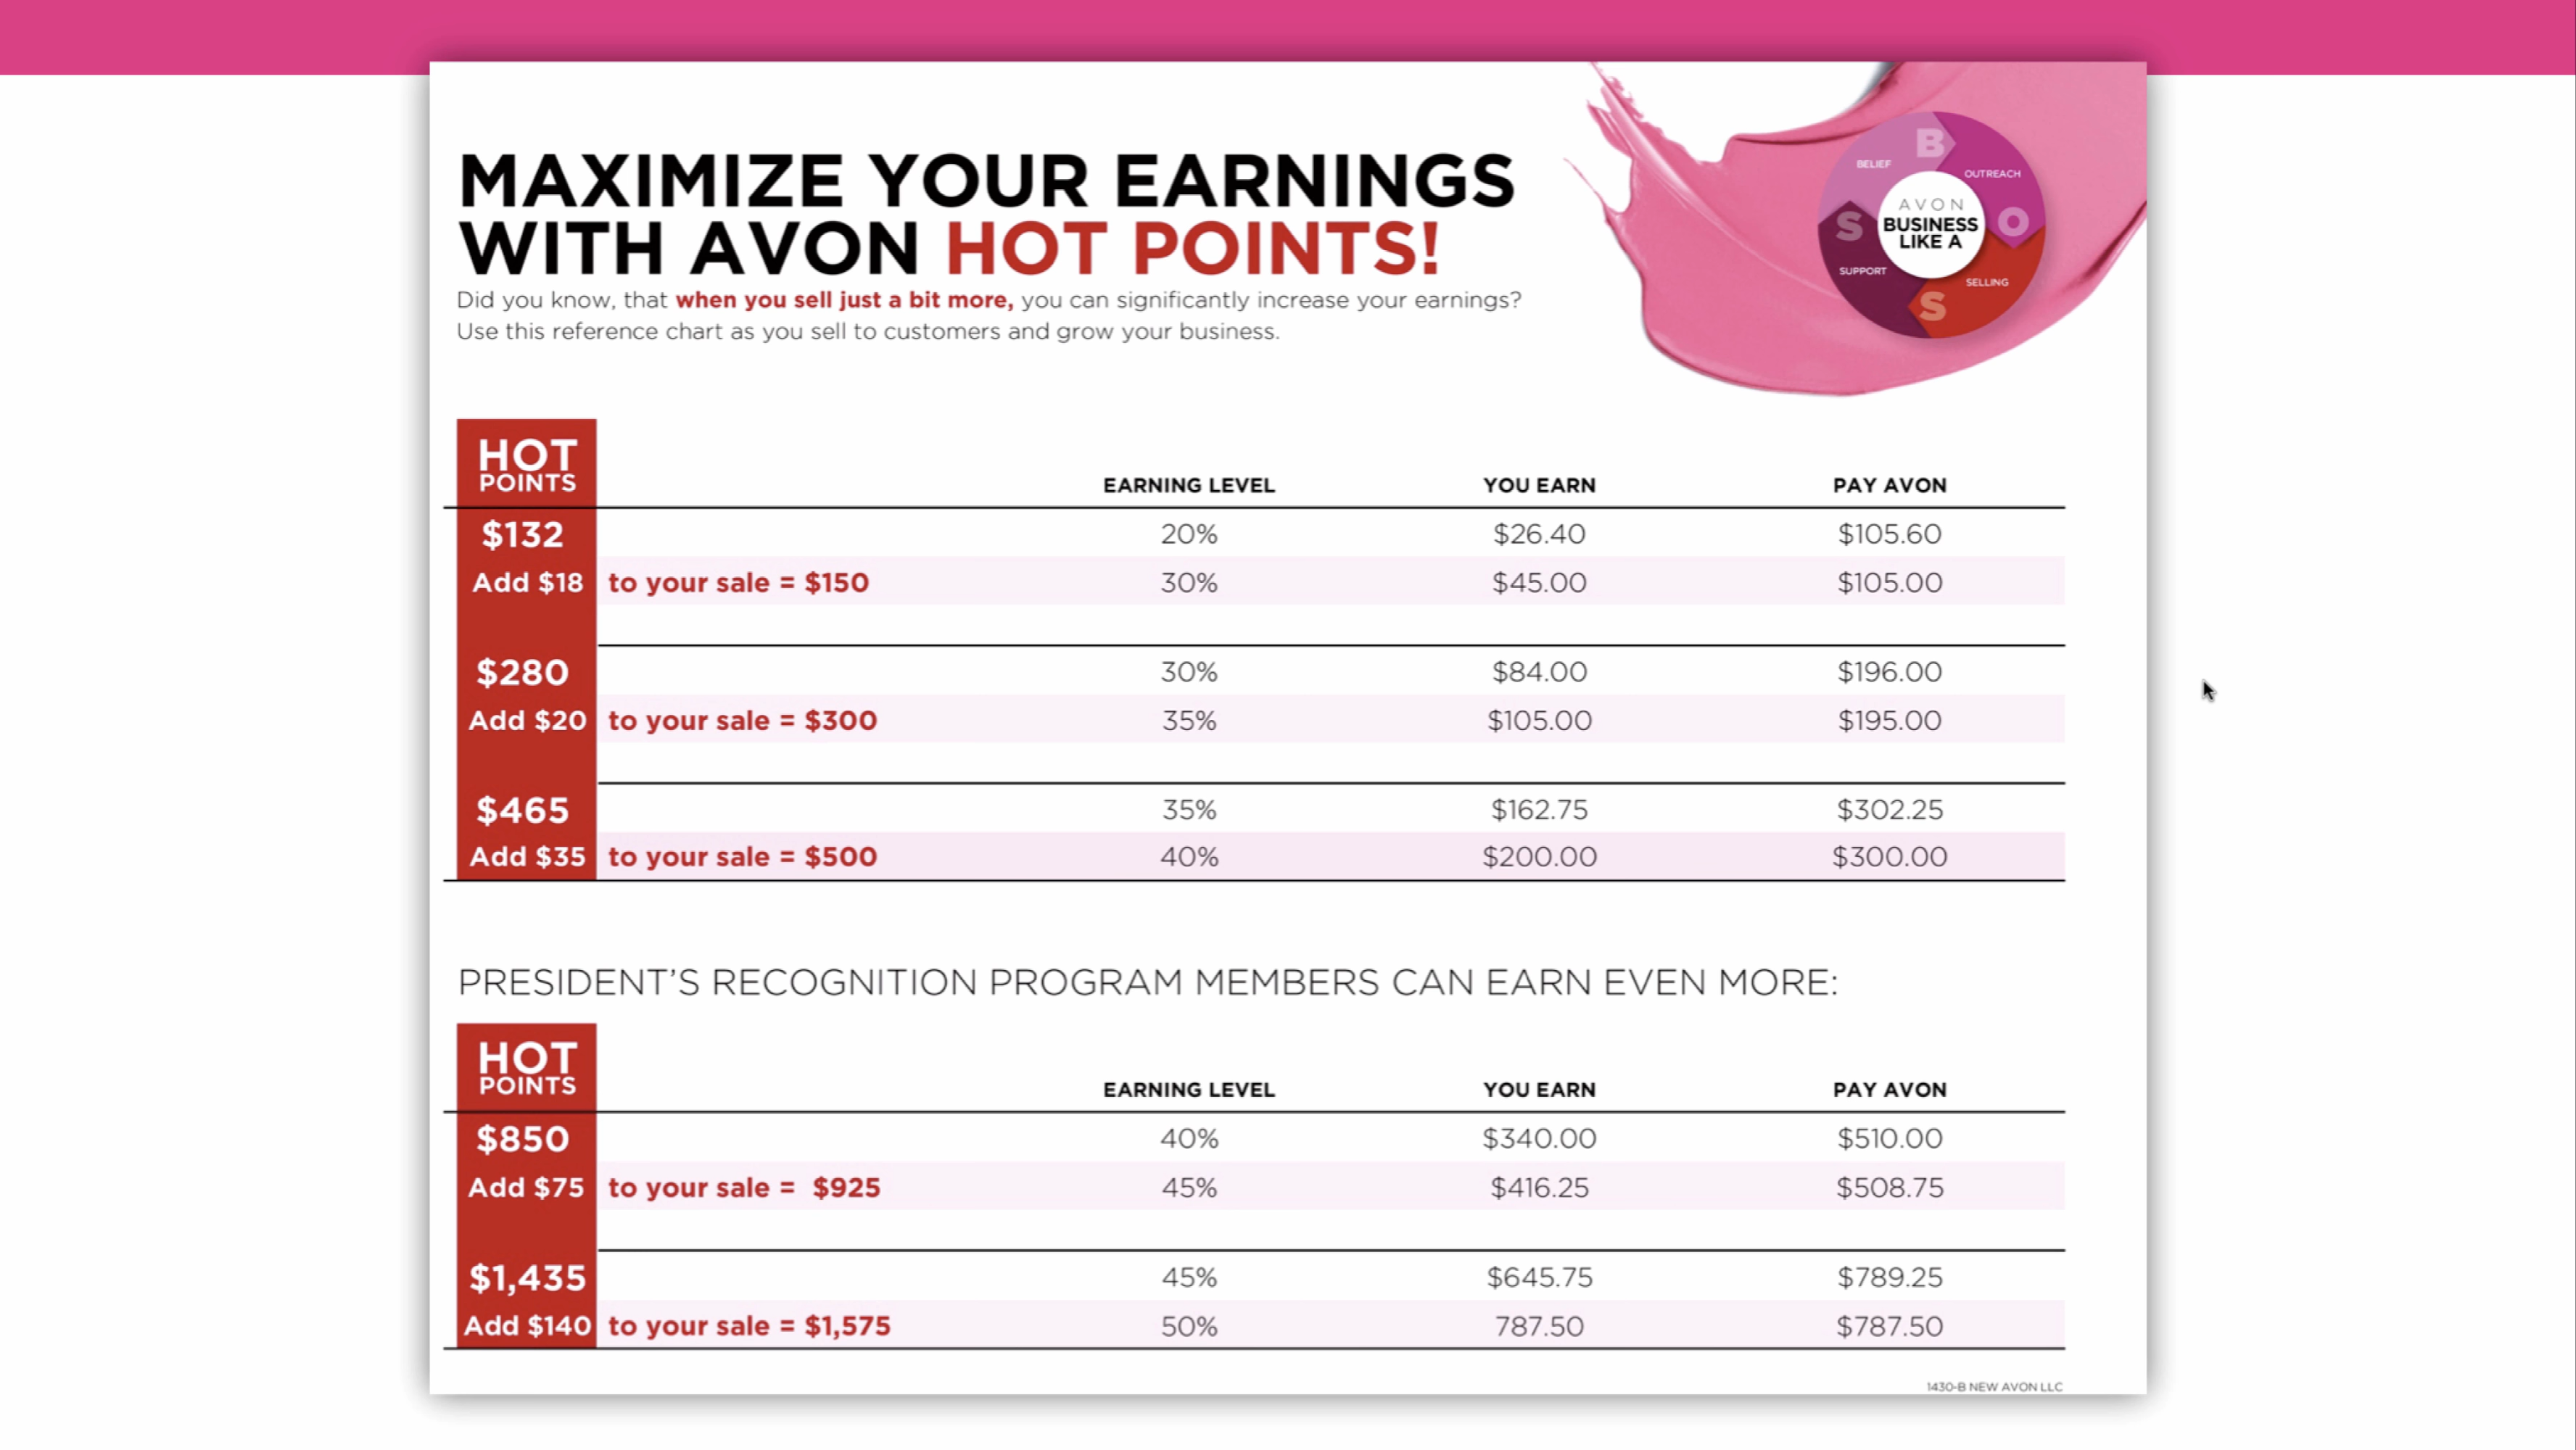 MAXIMIZE YOUR EARNINGS
WITH AVON HOT POINTS!
Did you know, that when you sell just a bit more, you can significantly increase your earnings?
Use this reference chart as you sell to customers and grow your business.
B
BELIEF
OUTREACH
O
SELLING
S
SUPPORT
S
AVON
BUSINESS
LIKE A
HOT
POINTS
EARNING LEVEL YOU EARN PAY AVON
$132 20% $26.40 $105.60
Add $18 to your sale = $150 30% $45.00 $105.00
$280 30% $84.00 $196.00
Add $20 to your sale = $300 35% $105.00 $195.00
$465 35% $162.75 $302.25
Add $35 to your sale = $500 40% $200.00 $300.00
PRESIDENT’S RECOGNITION PROGRAM MEMBERS CAN EARN EVEN MORE:
HOT
POINTS
EARNING LEVEL YOU EARN PAY AVON
$850 40% $340.00 $510.00
Add $75 to your sale = $925 45% $416.25 $508.75
$1,435 45% $645.75 $789.25
Add $140 to your sale = $1,575 50% 787.50 $787.50
1430-B NEW AVON LLC